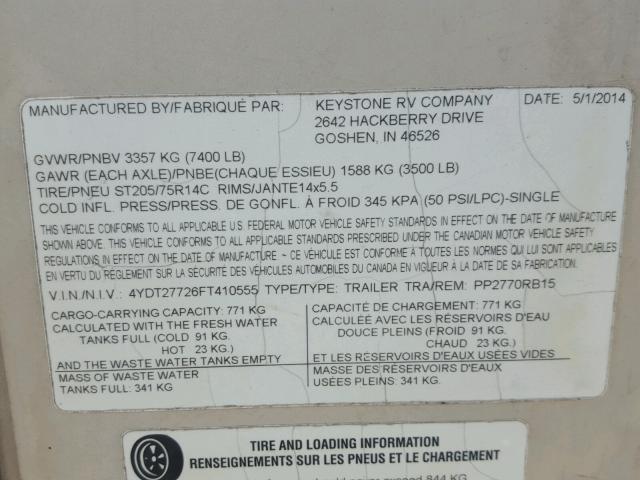 MANUFACTURED BY/FABRIQUÉ PAR: KEYSTONE RV COMPANY DATE: 5/1/2014
2642 HACKBERRY DRIVE
GOSHEN, IN 46526
GVWR/PNBV 3357 KG (7400 LB)
GAWR (EACH AXLE)/PNBE(CHAQUE ESSIEU) 1588 KG (3500 LB)
TIRE/PNEU ST205/75R14C RIMS/JANTE14x5.5
COLD INFL. PRESS/PRESS. DE GONFL. À FROID 345 KPA (50 PSI/LPC)-SINGLE
THIS VEHICLE CONFORMS TO ALL APPLICABLE U.S. FEDERAL MOTOR VEHICLE SAFETY STANDARDS IN EFFECT ON THE DATE OF MANUFACTURE
SHOWN ABOVE. THIS VEHICLE CONFORMS TO ALL APPLICABLE STANDARDS PRESCRIBED UNDER THE CANADIAN MOTOR VEHICLE SAFETY
REGULATIONS IN EFFECT ON THE DATE OF MANUFACTURE ~ CE VEHICULE EST CONFORME À TOUTES LES NORMES QUI LUI SONT APPLICABLES
EN VERTU DU RÈGLEMENT SUR LA SÉCURITÉ DES VÉHICULES AUTOMOBILES DU CANADA EN VIGUEUR À LA DATE DE SA FABRICATION.
V.I.N./N.I.V.: 4YDT27726FT410555 TYPE/TYPE: TRAILER TRA/REM: PP2770RB15
CARGO-CARRYING CAPACITY: 771 KG
CALCULATED WITH THE FRESH WATER
TANKS FULL (COLD 91 KG.
HOT 23 KG.)
AND THE WASTE WATER TANKS EMPTY
MASS OF WASTE WATER
TANKS FULL: 341 KG
CAPACITÉ DE CHARGEMENT: 771 KG
CALCULÉE AVEC LES RÉSERVOIRS D'EAU
DOUCE PLEINS (FROID 91 KG.
CHAUD 23 KG.)
ET LES RÉSERVOIRS D'EAUX USÉES VIDES
MASSE DES RÉSERVOIRS D'EAUX
USÉES PLEINS: 341 KG.
TIRE AND LOADING INFORMATION
RENSEIGNEMENTS SUR LES PNEUS ET LE CHARGEMENT
exceed 844 KG